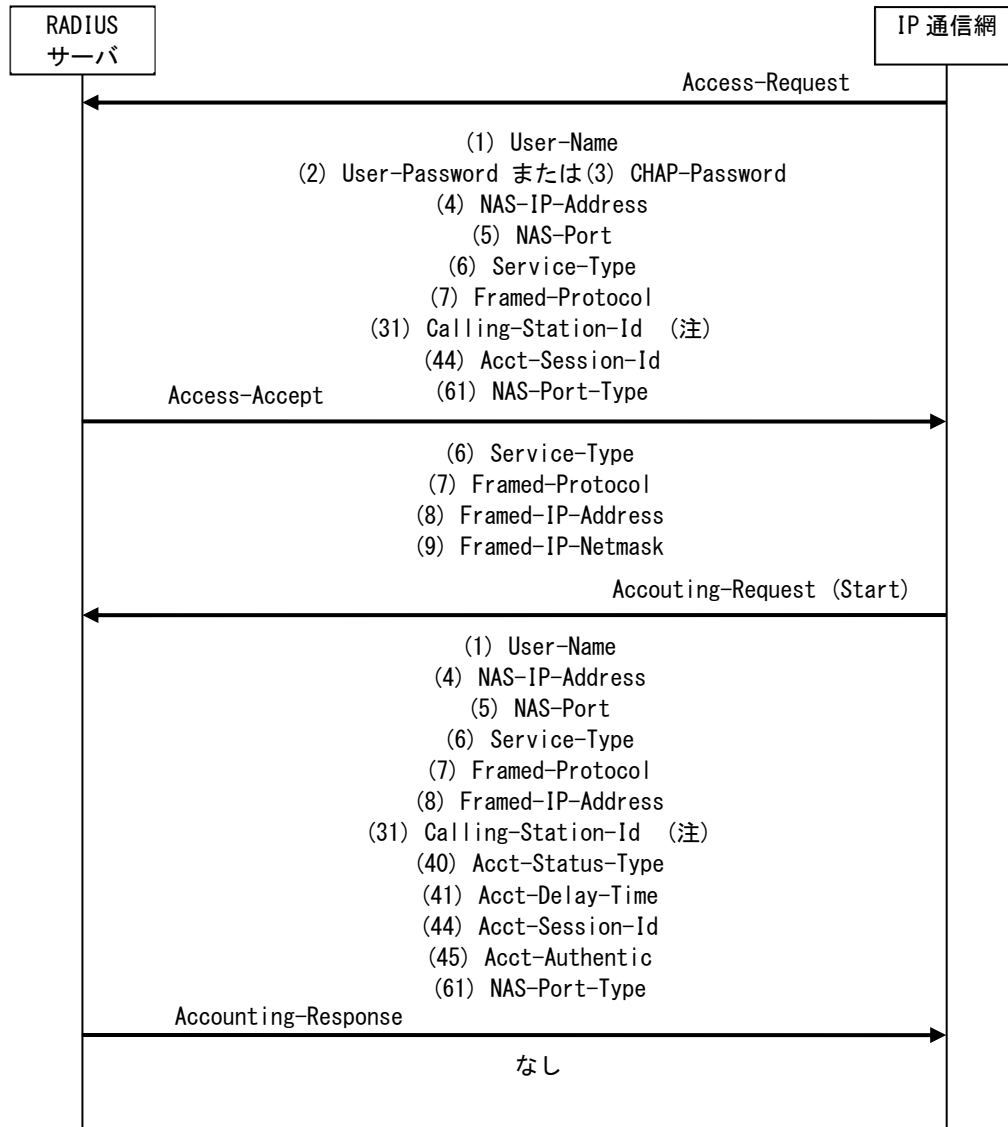 RADIUS
サーバ
IP 通信網
Access-Request
(1) User-Name
(2) User-Password または(3) CHAP-Password
(4) NAS-IP-Address
(5) NAS-Port
(6) Service-Type
(7) Framed-Protocol
(31) Calling-Station-Id (注)
(44) Acct-Session-Id
(61) NAS-Port-Type
Access-Accept
(6) Service-Type
(7) Framed-Protocol
(8) Framed-IP-Address
(9) Framed-IP-Netmask
Accouting-Request (Start)
(1) User-Name
(4) NAS-IP-Address
(5) NAS-Port
(6) Service-Type
(7) Framed-Protocol
(8) Framed-IP-Address
(31) Calling-Station-Id (注)
(40) Acct-Status-Type
(41) Acct-Delay-Time
(44) Acct-Session-Id
(45) Acct-Authentic
(61) NAS-Port-Type
Accounting-Response
なし